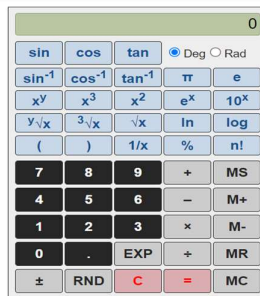 0
sin cos tan Deg Rad
sin-1 cos-1 tan-1 π e
xy x3 x2 ex 10x
y√x 3√x √x ln log
( ) 1/x % n!
7 8 9 + MS
4 5 6 – M+
1 2 3 × M-
0 . EXP ÷ MR
± RND C = MC